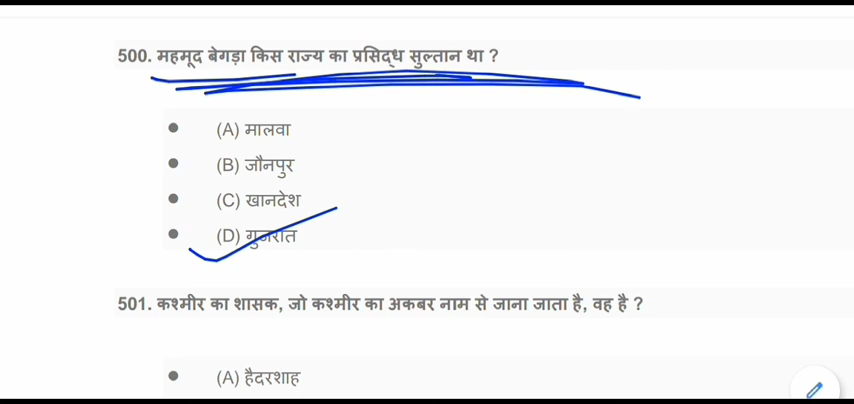 500. महमूद बेगड़ा किस राज्य का प्रसिद्ध सुल्तान था ?
(A) मालवा
(B) जौनपुर
(C) खानदेश
(D) गुजरात
501. कश्मीर का शासक, जो कश्मीर का अकबर नाम से जाना जाता है, वह है ?
(A) हैदरशाह